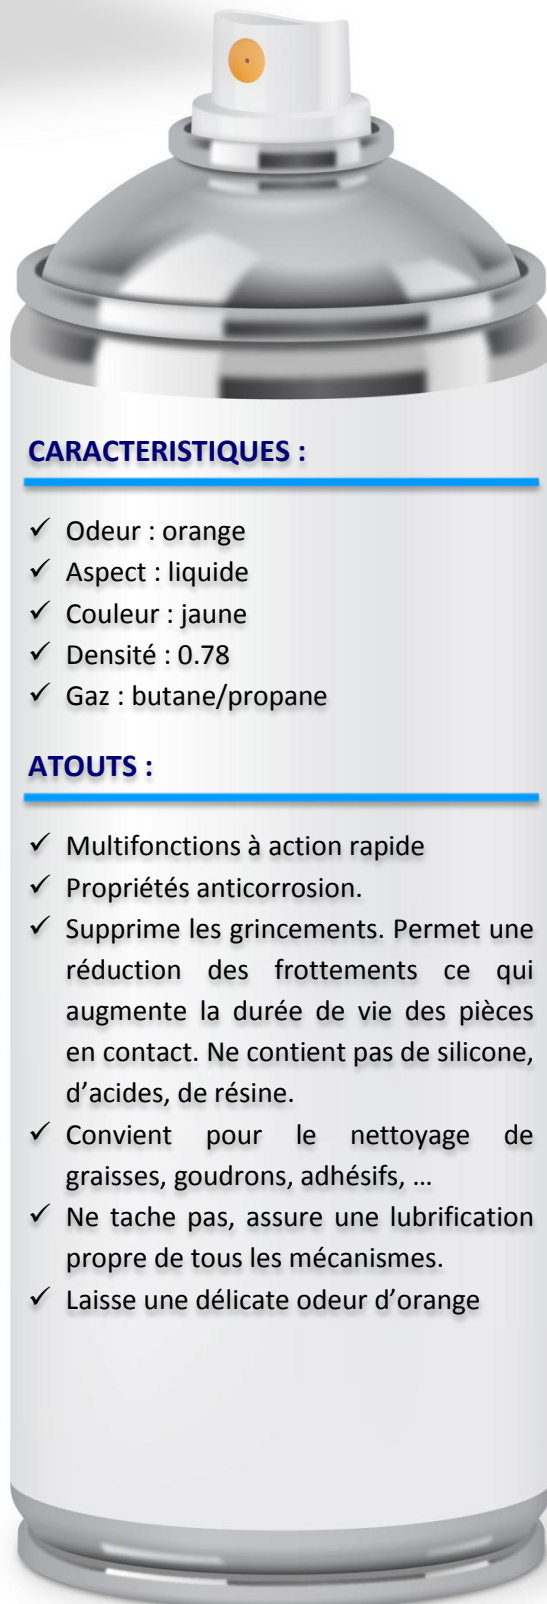 CARACTERISTIQUES :
✓ Odeur : orange
✓ Aspect : liquide
✓ Couleur : jaune
✓ Densité : 0.78
✓ Gaz : butane/propane
ATOUTS :
✓ Multifonctions à action rapide
✓ Propriétés anticorrosion.
✓ Supprime les grincements. Permet une
réduction des frottements ce qui
augmente la durée de vie des pièces
en contact. Ne contient pas de silicone,
d’acides, de résine.
✓ Convient pour le nettoyage de
graisses, goudrons, adhésifs, …
✓ Ne tache pas, assure une lubrification
propre de tous les mécanismes.
✓ Laisse une délicate odeur d’orange